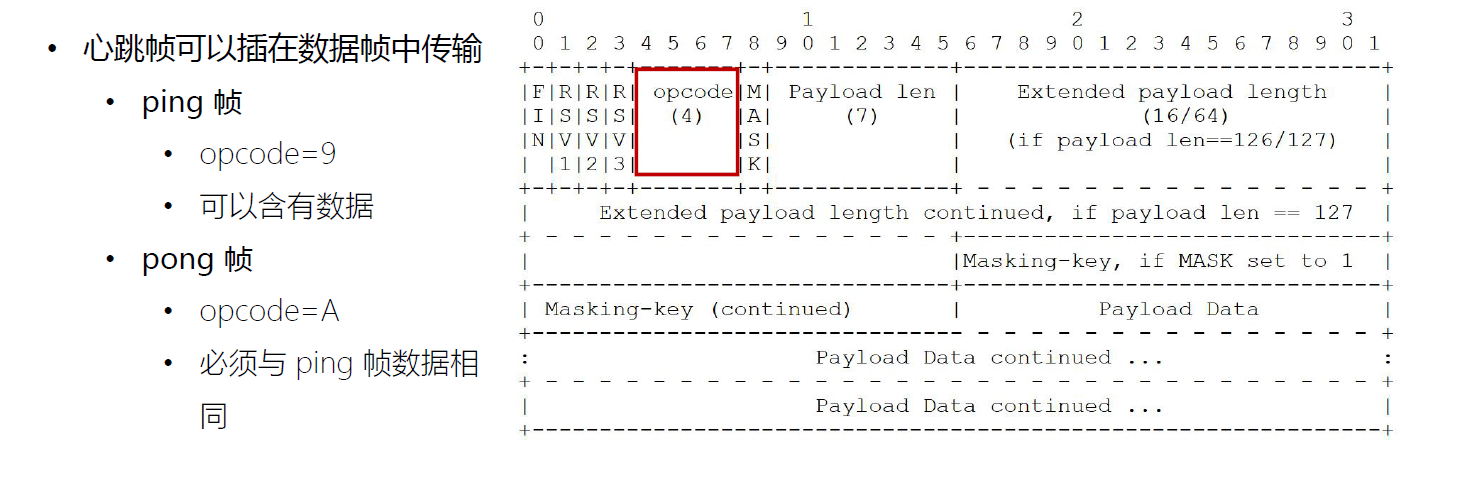 • 心跳帧可以插在数据帧中传输
• ping 帧
• opcode=9
• 可以含有数据
• pong 帧
• opcode=A
• 必须与 ping 帧数据相
同
 0                   1                   2                   3
 0 1 2 3 4 5 6 7 8 9 0 1 2 3 4 5 6 7 8 9 0 1 2 3 4 5 6 7 8 9 0 1
+-+-+-+-+-------+-+-------------+-------------------------------+
|F|R|R|R| opcode|M| Payload len |    Extended payload length    |
|I|S|S|S|  (4)  |A|     (7)     |             (16/64)           |
|N|V|V|V|       |S|             |   (if payload len==126/127)   |
| |1|2|3|       |K|             |                               |
+-+-+-+-+-------+-+-------------+ - - - - - - - - - - - - - - - +
|     Extended payload length continued, if payload len == 127  |
+ - - - - - - - - - - - - - - - +-------------------------------+
|                               |Masking-key, if MASK set to 1  |
+-------------------------------+-------------------------------+
| Masking-key (continued)       |          Payload Data         |
+-------------------------------- - - - - - - - - - - - - - - - +
:                     Payload Data continued ...                :
+ - - - - - - - - - - - - - - - - - - - - - - - - - - - - - - - +
|                     Payload Data continued ...                |
+---------------------------------------------------------------+